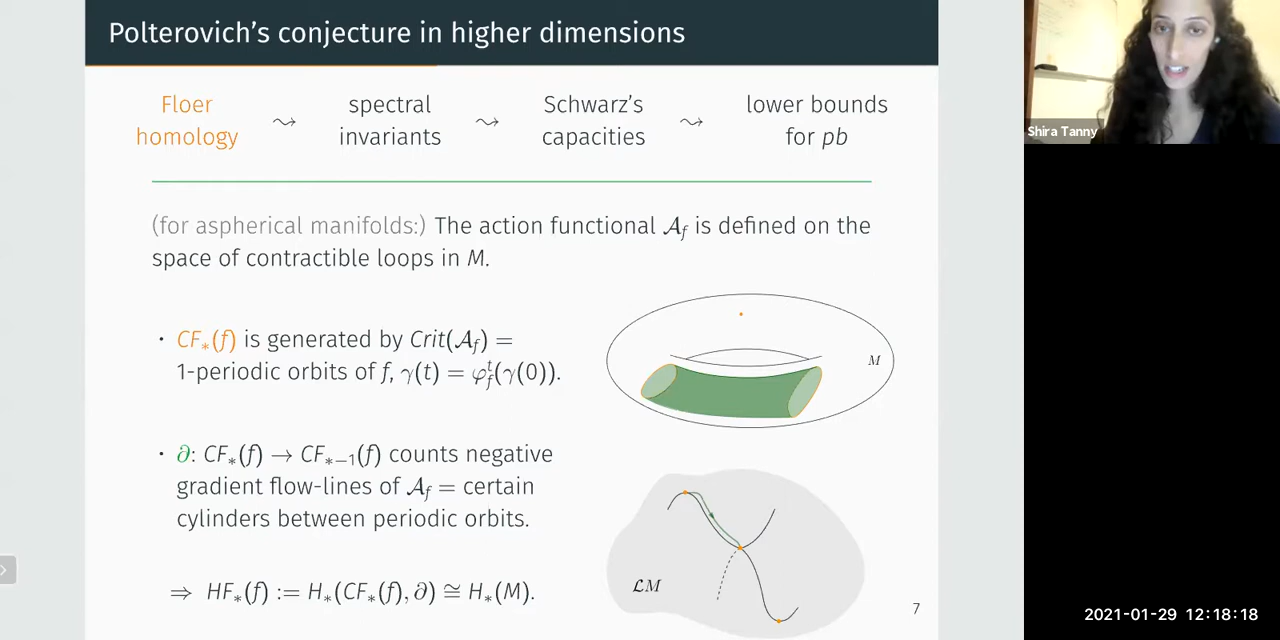 Polterovich's conjecture in higher dimensions
Floer homology ⇝ spectral invariants ⇝ Schwarz's capacities ⇝ lower bounds for pb
(for aspherical manifolds:) The action functional 𝒜_f is defined on the
space of contractible loops in M.
· CF_*(f) is generated by Crit(𝒜_f) =
1-periodic orbits of f, γ(t) = φ_f^t(γ(0)).
M
· ∂: CF_*(f) → CF_{*−1}(f) counts negative
gradient flow-lines of 𝒜_f = certain
cylinders between periodic orbits.
ℒM
⇒ HF_*(f) := H_*(CF_*(f), ∂) ≅ H_*(M).
7
Shira Tanny
2021-01-29 12:18:18